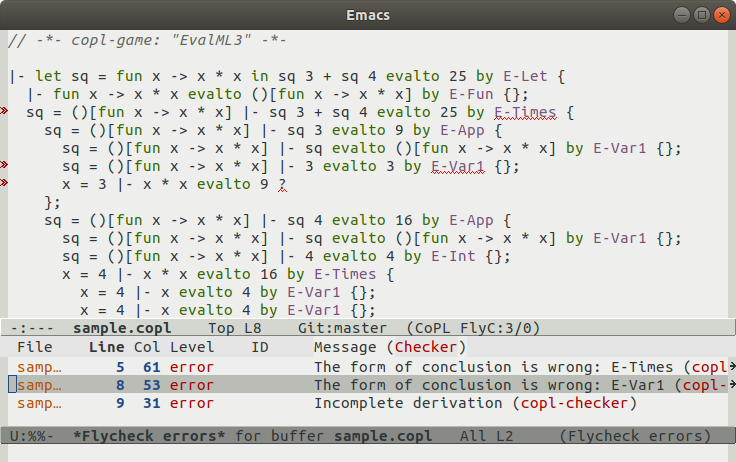 Emacs
// -*- copl-game: "EvalML3" -*-
|- let sq = fun x -> x * x in sq 3 + sq 4 evalto 25 by E-Let {
  |- fun x -> x * x evalto ()[fun x -> x * x] by E-Fun {};
  sq = ()[fun x -> x * x] |- sq 3 + sq 4 evalto 25 by E-Times {
    sq = ()[fun x -> x * x] |- sq 3 evalto 9 by E-App {
      sq = ()[fun x -> x * x] |- sq evalto ()[fun x -> x * x] by E-Var1 {};
      sq = ()[fun x -> x * x] |- 3 evalto 3 by E-Var1 {};
      x = 3 |- x * x evalto 9 ?
    };
    sq = ()[fun x -> x * x] |- sq 4 evalto 16 by E-App {
      sq = ()[fun x -> x * x] |- sq evalto ()[fun x -> x * x] by E-Var1 {};
      sq = ()[fun x -> x * x] |- 4 evalto 4 by E-Int {};
      x = 4 |- x * x evalto 16 by E-Times {
        x = 4 |- x evalto 4 by E-Var1 {};
        x = 4 |- x evalto 4 by E-Var1 {};
-:---  sample.copl    Top L8    Git:master  (CoPL FlyC:3/0)
File    Line Col Level    ID    Message (Checker)
samp…    5  61 error    The form of conclusion is wrong: E-Times (copl
samp…    8  53 error    The form of conclusion is wrong: E-Var1 (copl-
samp…    9  31 error    Incomplete derivation (copl-checker)
U:%%-  *Flycheck errors* for buffer sample.copl   All L2     (Flycheck errors)